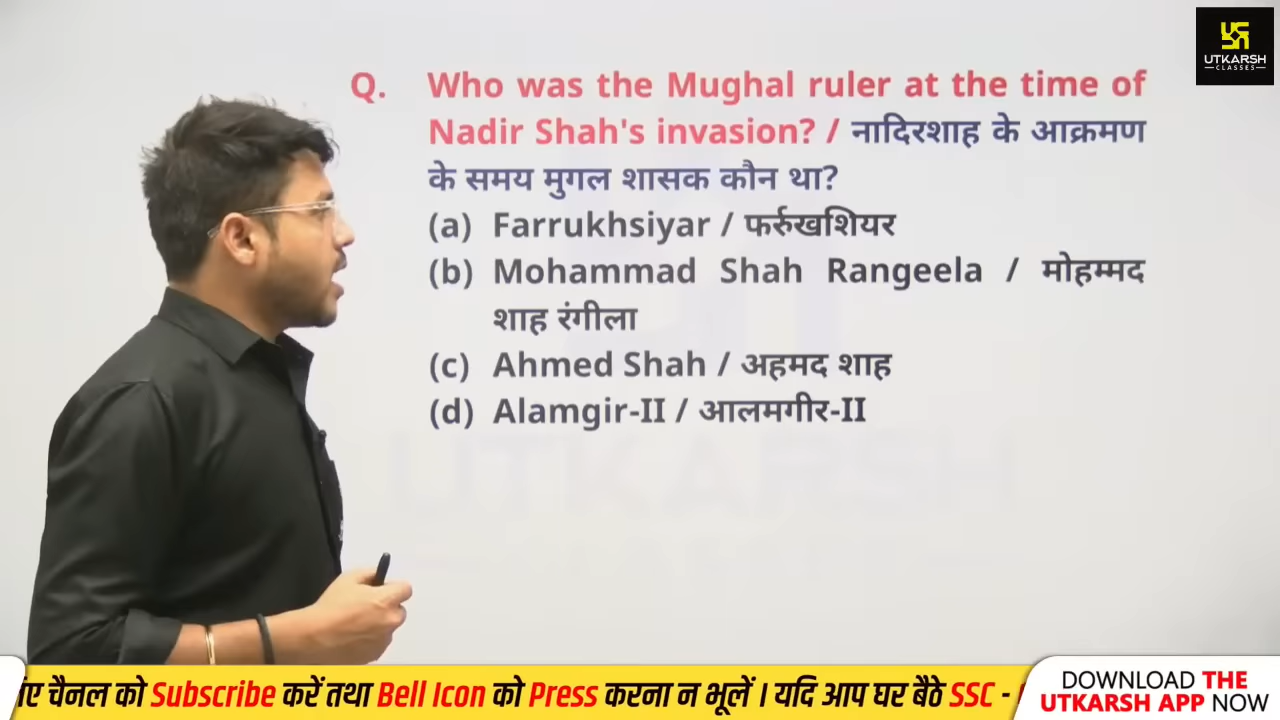 UTKARSH
CLASSES
Q. Who was the Mughal ruler at the time of
Nadir Shah's invasion? / नादिरशाह के आक्रमण
के समय मुगल शासक कौन था?
(a) Farrukhsiyar / फर्रुखशियर
(b) Mohammad Shah Rangeela / मोहम्मद
शाह रंगीला
(c) Ahmed Shah / अहमद शाह
(d) Alamgir-II / आलमगीर-II
UTKARSH
चैनल को Subscribe करें तथा Bell Icon को Press करना न भूलें। यदि आप घर बैठे SSC -
DOWNLOAD THE
UTKARSH APP NOW